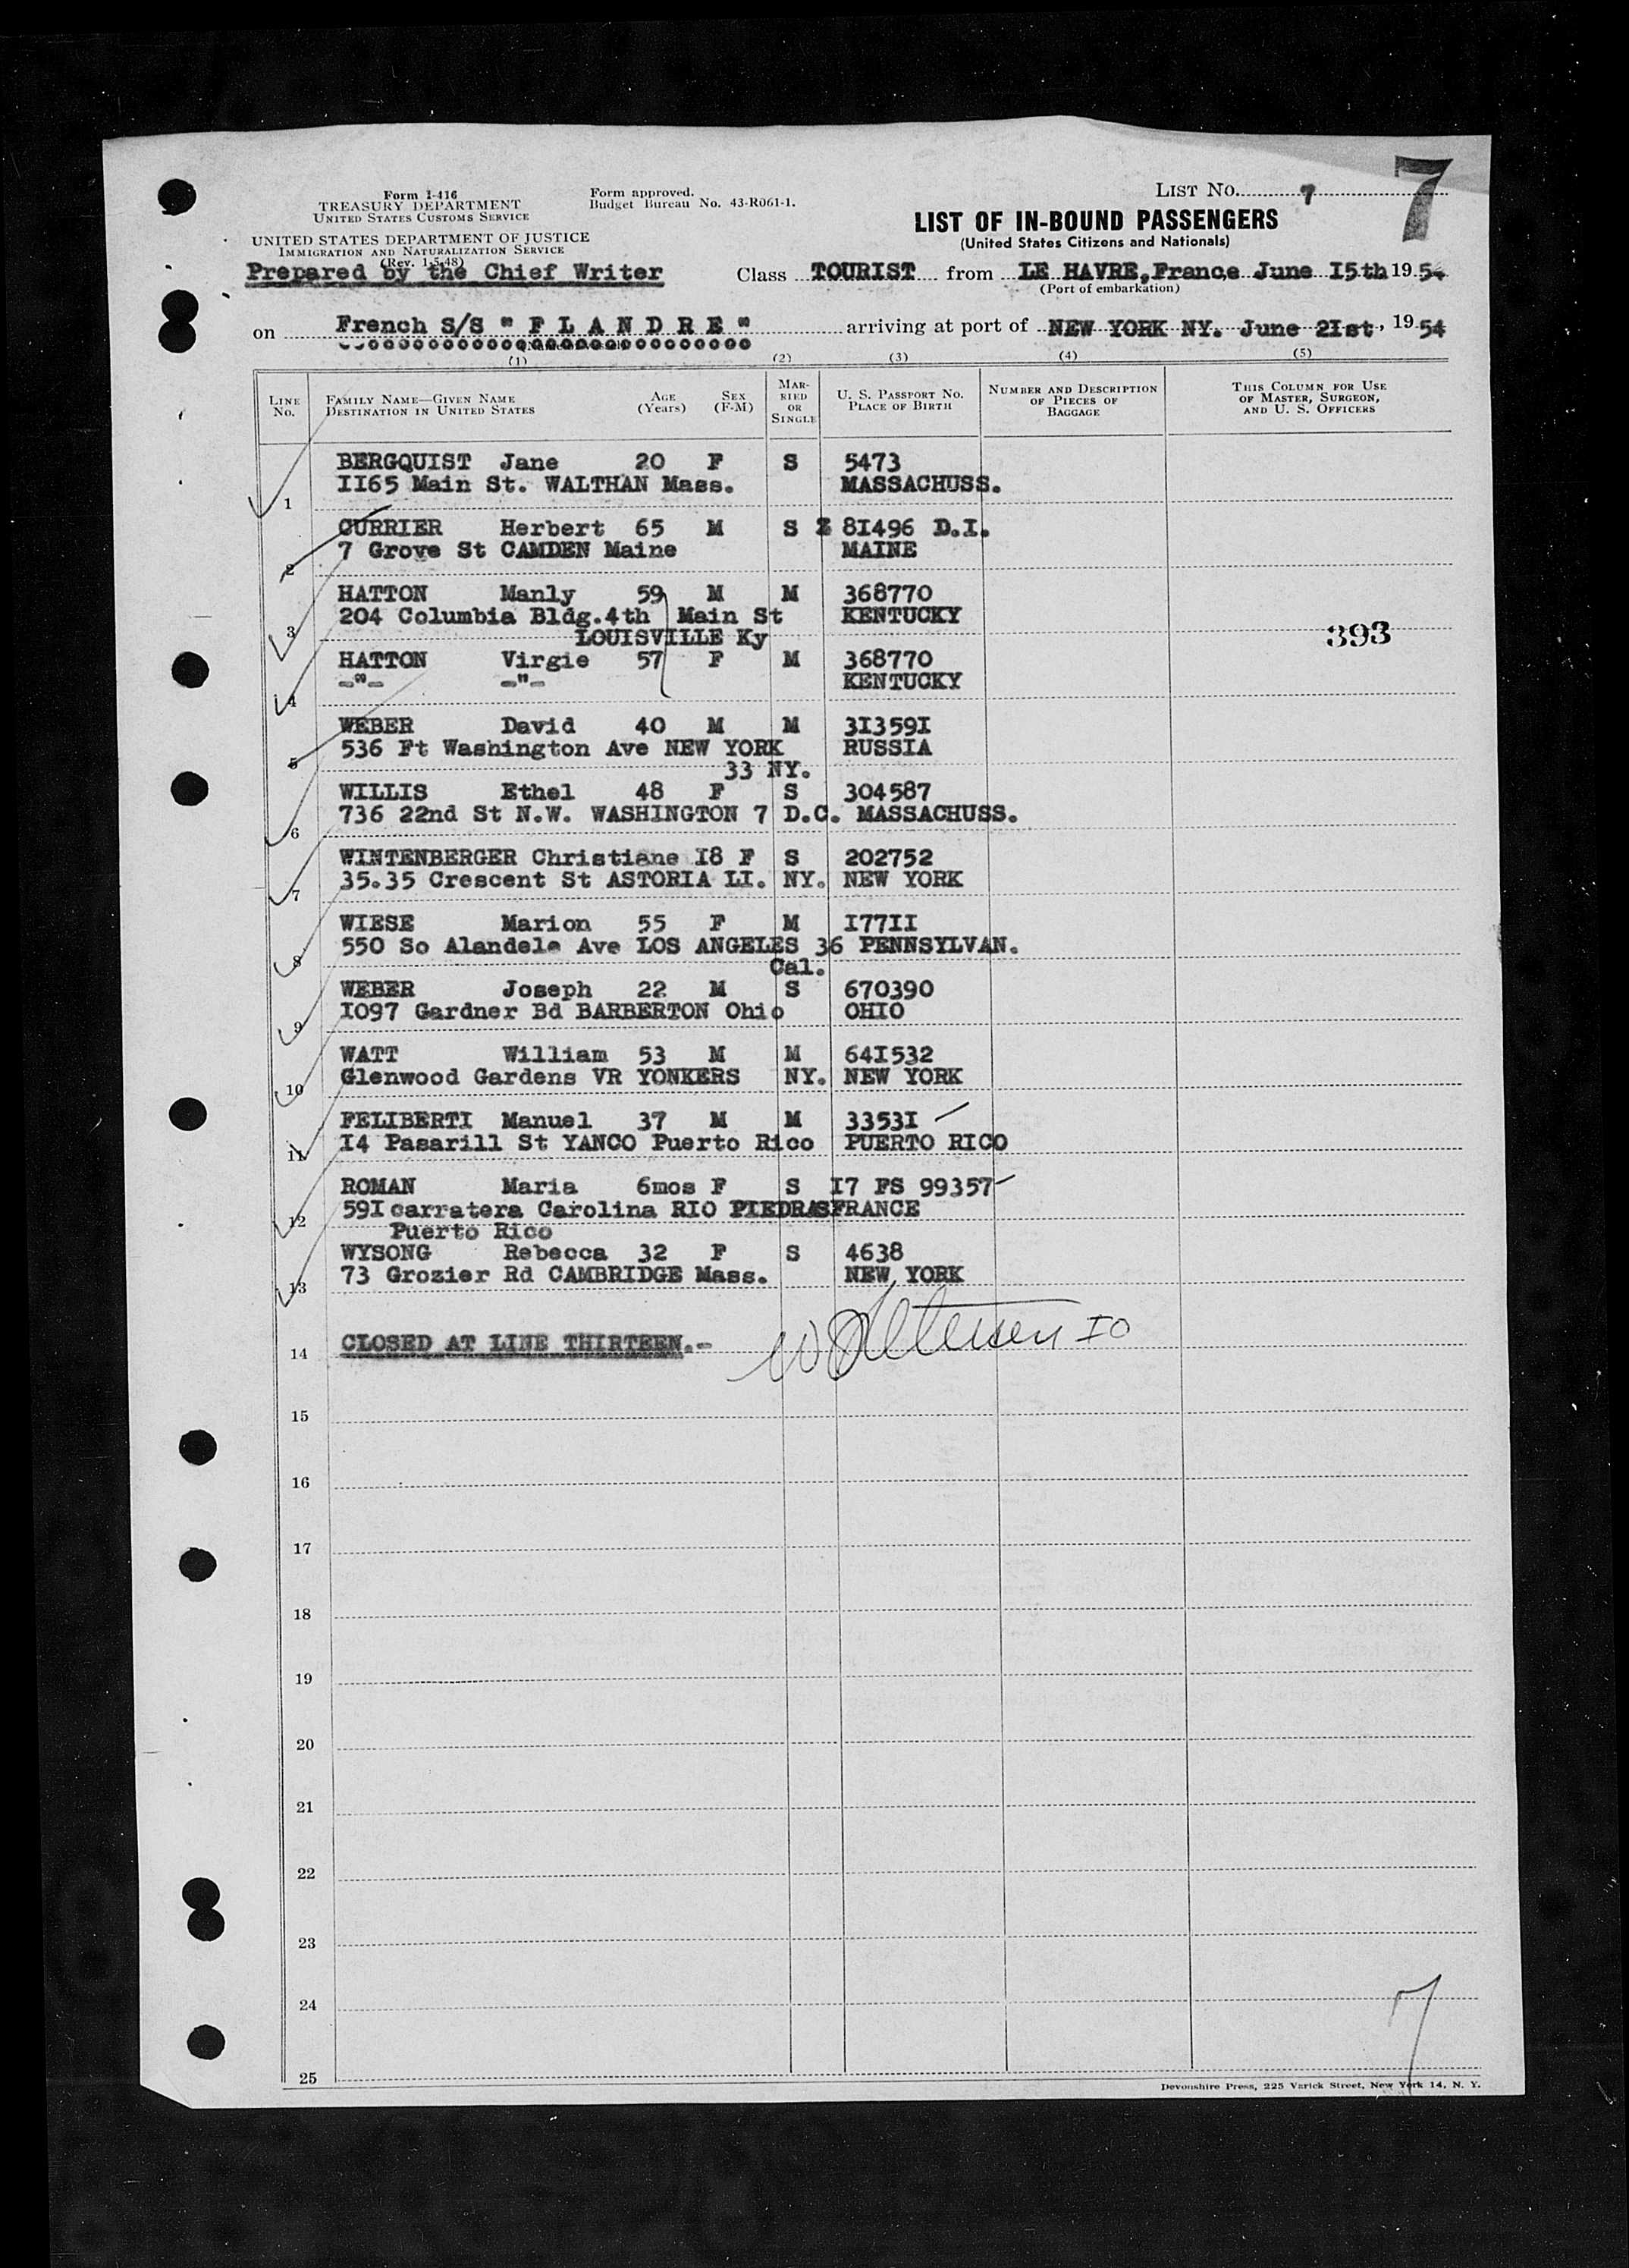 Form I-416
TREASURY DEPARTMENT
UNITED STATES CUSTOMS SERVICE
Form approved.
Budget Bureau No. 43-R061-1.
LIST NO. 7
7
LIST OF IN-BOUND PASSENGERS
(United States Citizens and Nationals)
UNITED STATES DEPARTMENT OF JUSTICE
IMMIGRATION AND NATURALIZATION SERVICE
(Rev. 1-5-48)
Prepared by the Chief Writer
Class TOURIST from LE HAVRE, France June I5th 1954
(Port of embarkation)
on French S/S " F L A N D R E " arriving at port of NEW YORK NY. June 2Ist, 1954
(1) (2) (3) (4) (5)
LINE No.
FAMILY NAME—GIVEN NAME AGE (Years) SEX (F-M)
DESTINATION IN UNITED STATES
MARRIED OR SINGLE
U. S. PASSPORT NO.
PLACE OF BIRTH
NUMBER AND DESCRIPTION OF PIECES OF BAGGAGE
THIS COLUMN FOR USE OF MASTER, SURGEON, AND U. S. OFFICERS
BERGQUIST Jane 20 F S 5473
1 II65 Main St. WALTHAN Mass. MASSACHUSS.
CURRIER Herbert 65 M S Z 8I496 D.I.
2 7 Grove St CAMDEN Maine MAINE
HATTON Manly 59 M M 368770
204 Columbia Bldg.4th Main St KENTUCKY
3 LOUISVILLE Ky 393
HATTON Virgie 57 F M 368770
4 -"- -"- KENTUCKY
WEBER David 40 M M 3I359I
536 Ft Washington Ave NEW YORK RUSSIA
5 33 NY.
WILLIS Ethel 48 F S 304587
6 736 22nd St N.W. WASHINGTON 7 D.C. MASSACHUSS.
WINTENBERGER Christiane I8 F S 202752
7 35.35 Crescent St ASTORIA LI. NY. NEW YORK
WIESE Marion 55 F M I77II
550 So Alandele Ave LOS ANGELES 36 PENNSYLVAN.
8 Cal.
WEBER Joseph 22 M S 670390
9 I097 Gardner Bd BARBERTON Ohio OHIO
WATT William 53 M M 64I532
10 Glenwood Gardens VR YONKERS NY. NEW YORK
FELIBERTI Manuel 37 M M 3353I
11 I4 Pasarill St YANCO Puerto Rico PUERTO RICO
ROMAN Maria 6mos F S I7 FS 99357
12 59I carratera Carolina RIO PIEDRAS FRANCE
Puerto Rico
WYSONG Rebecca 32 F S 4638
13 73 Grozier Rd CAMBRIDGE Mass. NEW YORK
14 CLOSED AT LINE THIRTEEN.- IO
15
16
17
18
19
20
21
22
23
24
25
7
Devonshire Press, 225 Varick Street, New York 14, N. Y.